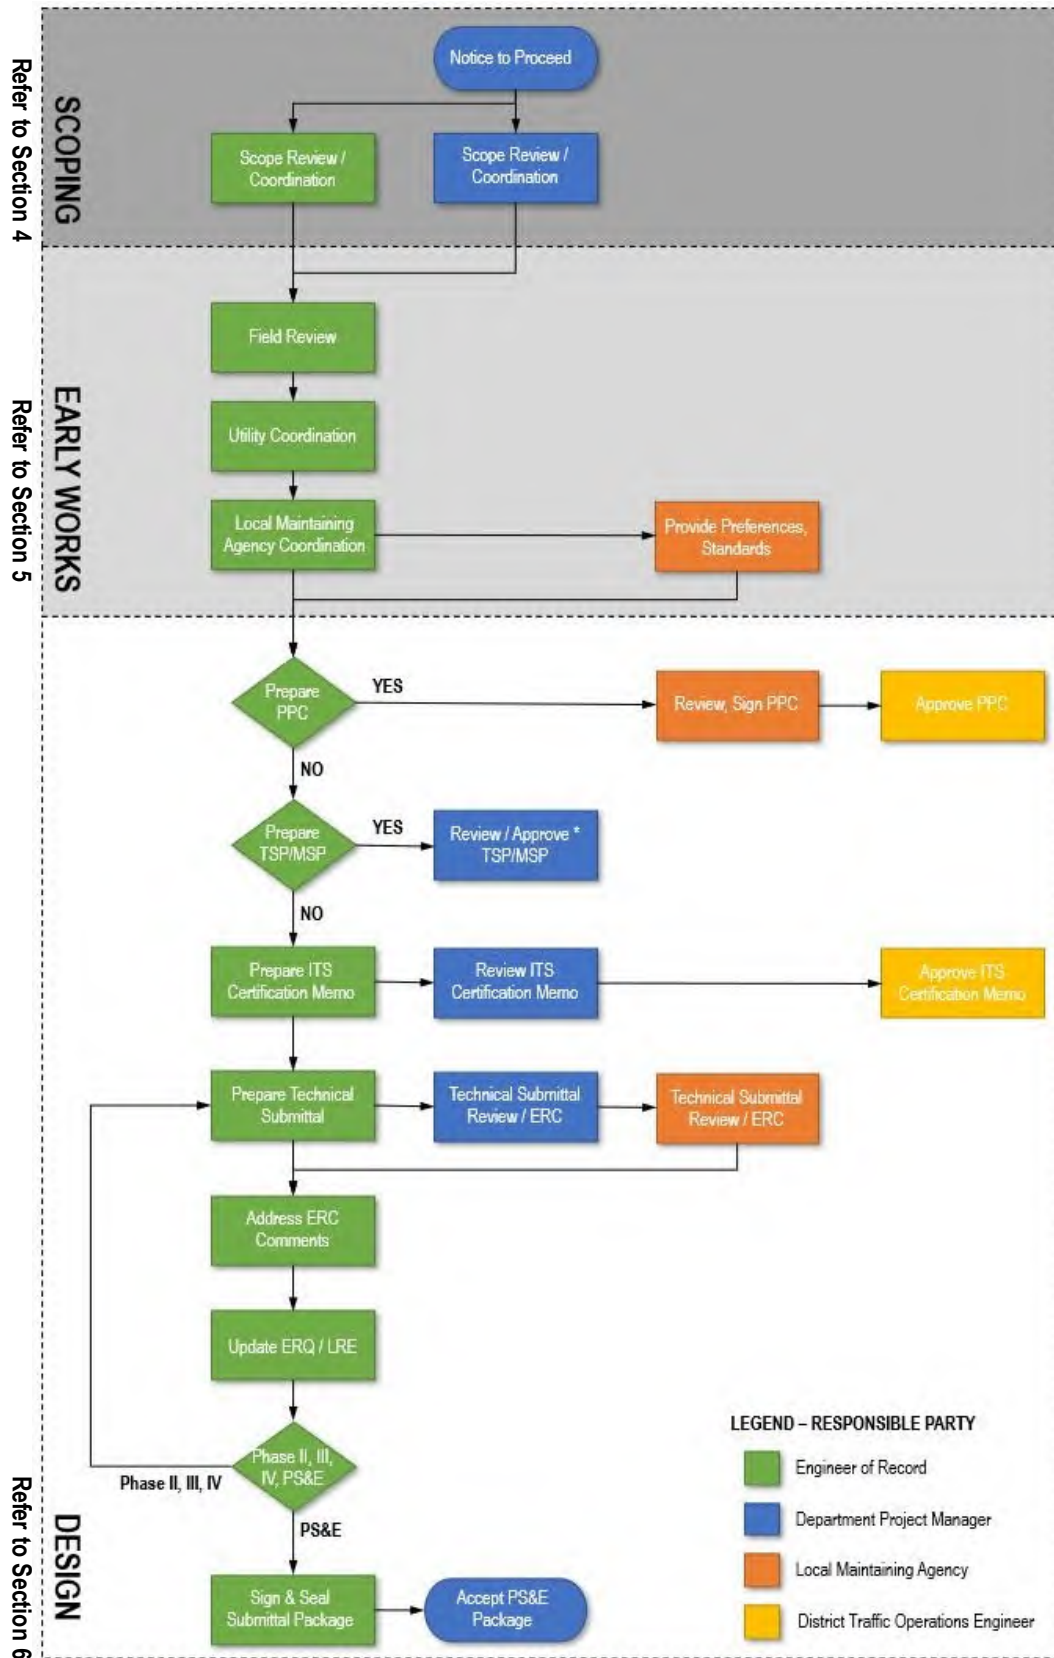 Refer to Section 4
SCOPING
Notice to Proceed
Scope Review /
Coordination
Scope Review /
Coordination
Refer to Section 5
EARLY WORKS
Field Review
Utility Coordination
Local Maintaining
Agency Coordination
Provide Preferences,
Standards
Refer to Section 6
DESIGN
Prepare
PPC
YES
Review, Sign PPC
Approve PPC
NO
Prepare
TSP/MSP
YES
Review / Approve *
TSP/MSP
NO
Prepare ITS
Certification Memo
Review ITS
Certification Memo
Approve ITS
Certification Memo
Prepare Technical
Submittal
Technical Submittal
Review / ERC
Technical Submittal
Review / ERC
Address ERC
Comments
Update ERQ / LRE
Phase II, III,
IV, PS&E
Phase II, III, IV
PS&E
Sign & Seal
Submittal Package
Accept PS&E
Package
LEGEND – RESPONSIBLE PARTY
Engineer of Record
Department Project Manager
Local Maintaining Agency
District Traffic Operations Engineer